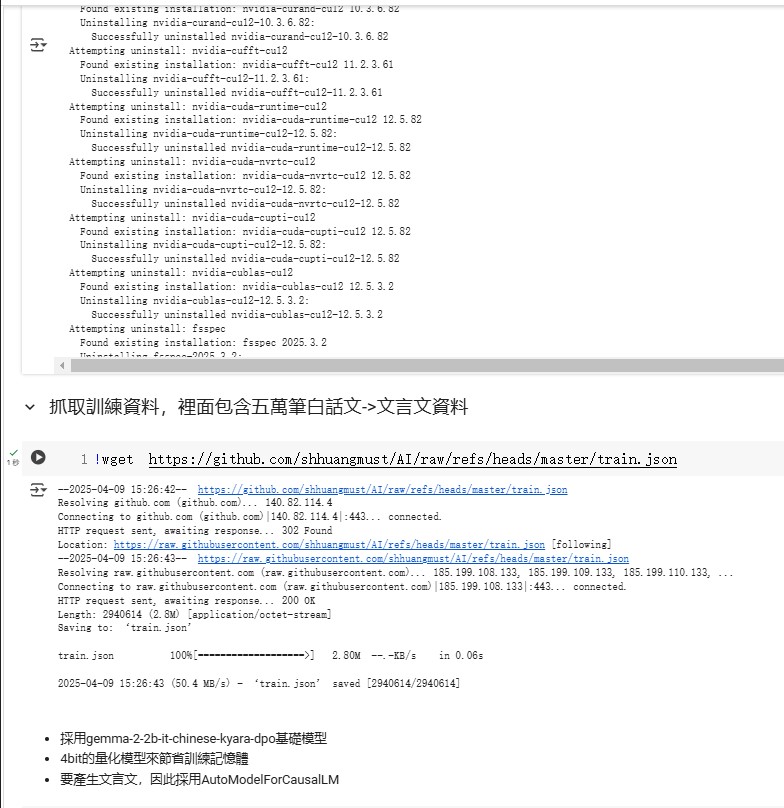 Found existing installation: nvidia-curand-cu12 10.3.6.82
Uninstalling nvidia-curand-cu12-10.3.6.82:
Successfully uninstalled nvidia-curand-cu12-10.3.6.82
Attempting uninstall: nvidia-cufft-cu12
Found existing installation: nvidia-cufft-cu12 11.2.3.61
Uninstalling nvidia-cufft-cu12-11.2.3.61:
Successfully uninstalled nvidia-cufft-cu12-11.2.3.61
Attempting uninstall: nvidia-cuda-runtime-cu12
Found existing installation: nvidia-cuda-runtime-cu12 12.5.82
Uninstalling nvidia-cuda-runtime-cu12-12.5.82:
Successfully uninstalled nvidia-cuda-runtime-cu12-12.5.82
Attempting uninstall: nvidia-cuda-nvrtc-cu12
Found existing installation: nvidia-cuda-nvrtc-cu12 12.5.82
Uninstalling nvidia-cuda-nvrtc-cu12-12.5.82:
Successfully uninstalled nvidia-cuda-nvrtc-cu12-12.5.82
Attempting uninstall: nvidia-cuda-cupti-cu12
Found existing installation: nvidia-cuda-cupti-cu12 12.5.82
Uninstalling nvidia-cuda-cupti-cu12-12.5.82:
Successfully uninstalled nvidia-cuda-cupti-cu12-12.5.82
Attempting uninstall: nvidia-cublas-cu12
Found existing installation: nvidia-cublas-cu12 12.5.3.2
Uninstalling nvidia-cublas-cu12-12.5.3.2:
Successfully uninstalled nvidia-cublas-cu12-12.5.3.2
Attempting uninstall: fsspec
Found existing installation: fsspec 2025.3.2
Uninstalling fsspec-2025.3.2:
抓取訓練資料，裡面包含五萬筆白話文->文言文資料
1 !wget https://github.com/shhuangmust/AI/raw/refs/heads/master/train.json
1 秒
--2025-04-09 15:26:42-- https://github.com/shhuangmust/AI/raw/refs/heads/master/train.json
Resolving github.com (github.com)... 140.82.114.4
Connecting to github.com (github.com)|140.82.114.4|:443... connected.
HTTP request sent, awaiting response... 302 Found
Location: https://raw.githubusercontent.com/shhuangmust/AI/refs/heads/master/train.json [following]
--2025-04-09 15:26:43-- https://raw.githubusercontent.com/shhuangmust/AI/refs/heads/master/train.json
Resolving raw.githubusercontent.com (raw.githubusercontent.com)... 185.199.108.133, 185.199.109.133, 185.199.110.133, ...
Connecting to raw.githubusercontent.com (raw.githubusercontent.com)|185.199.108.133|:443... connected.
HTTP request sent, awaiting response... 200 OK
Length: 2940614 (2.8M) [application/octet-stream]
Saving to: ‘train.json’
train.json 100%[===================>] 2.80M --.-KB/s in 0.06s
2025-04-09 15:26:43 (50.4 MB/s) - ‘train.json’ saved [2940614/2940614]
• 採用gemma-2-2b-it-chinese-kyara-dpo基礎模型
• 4bit的量化模型來節省訓練記憶體
• 要產生文言文，因此採用AutoModelForCausalLM